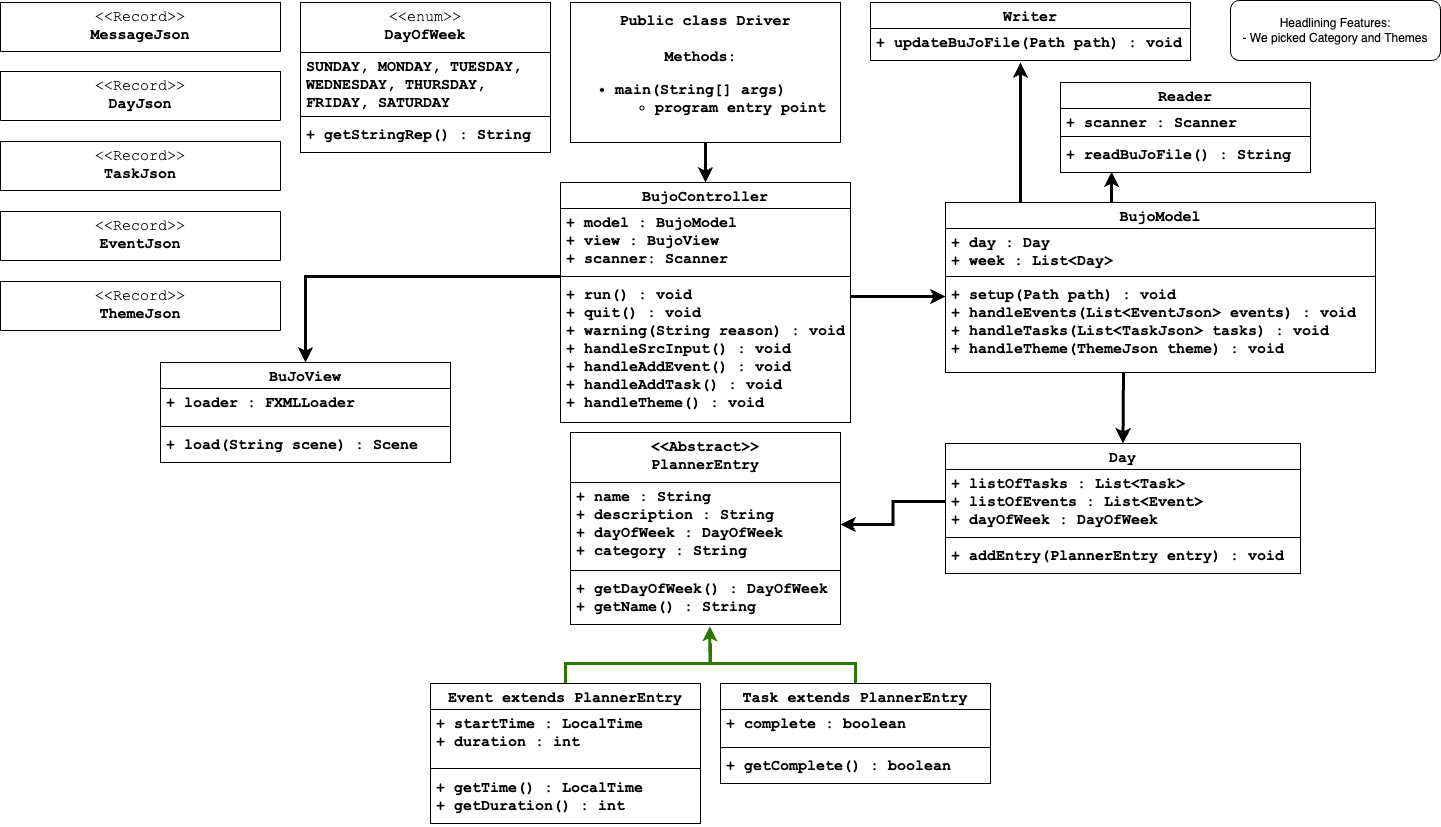 <<Record>>
MessageJson
<<Record>>
DayJson
<<Record>>
TaskJson
<<Record>>
EventJson
<<Record>>
ThemeJson
<<enum>>
DayOfWeek
SUNDAY, MONDAY, TUESDAY,
WEDNESDAY, THURSDAY,
FRIDAY, SATURDAY
+ getStringRep() : String
Public class Driver
Methods:
• main(String[] args)
◦ program entry point
Writer
+ updateBuJoFile(Path path) : void
Headlining Features:
- We picked Category and Themes
Reader
+ scanner : Scanner
+ readBuJoFile() : String
BujoController
+ model : BujoModel
+ view : BujoView
+ scanner: Scanner
+ run() : void
+ quit() : void
+ warning(String reason) : void
+ handleSrcInput() : void
+ handleAddEvent() : void
+ handleAddTask() : void
+ handleTheme() : void
BujoModel
+ day : Day
+ week : List<Day>
+ setup(Path path) : void
+ handleEvents(List<EventJson> events) : void
+ handleTasks(List<TaskJson> tasks) : void
+ handleTheme(ThemeJson theme) : void
BuJoView
+ loader : FXMLLoader
+ load(String scene) : Scene
<<Abstract>>
PlannerEntry
+ name : String
+ description : String
+ dayOfWeek : DayOfWeek
+ category : String
+ getDayOfWeek() : DayOfWeek
+ getName() : String
Day
+ listOfTasks : List<Task>
+ listOfEvents : List<Event>
+ dayOfWeek : DayOfWeek
+ addEntry(PlannerEntry entry) : void
Event extends PlannerEntry
+ startTime : LocalTime
+ duration : int
+ getTime() : LocalTime
+ getDuration() : int
Task extends PlannerEntry
+ complete : boolean
+ getComplete() : boolean